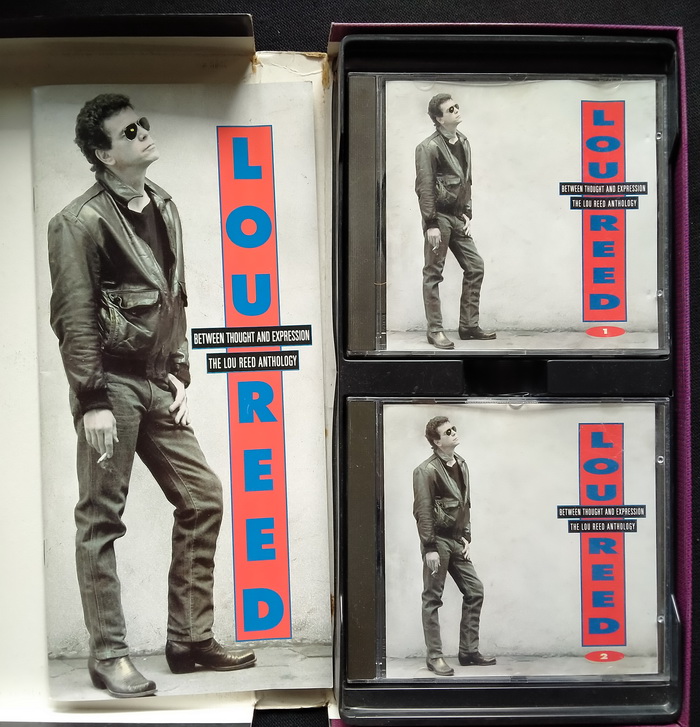 LOU
BETWEEN THOUGHT AND EXPRESSION
THE LOU REED ANTHOLOGY
REED
LOU
BETWEEN THOUGHT AND EXPRESSION
THE LOU REED ANTHOLOGY
REED
1
LOU
BETWEEN THOUGHT AND EXPRESSION
THE LOU REED ANTHOLOGY
REED
2